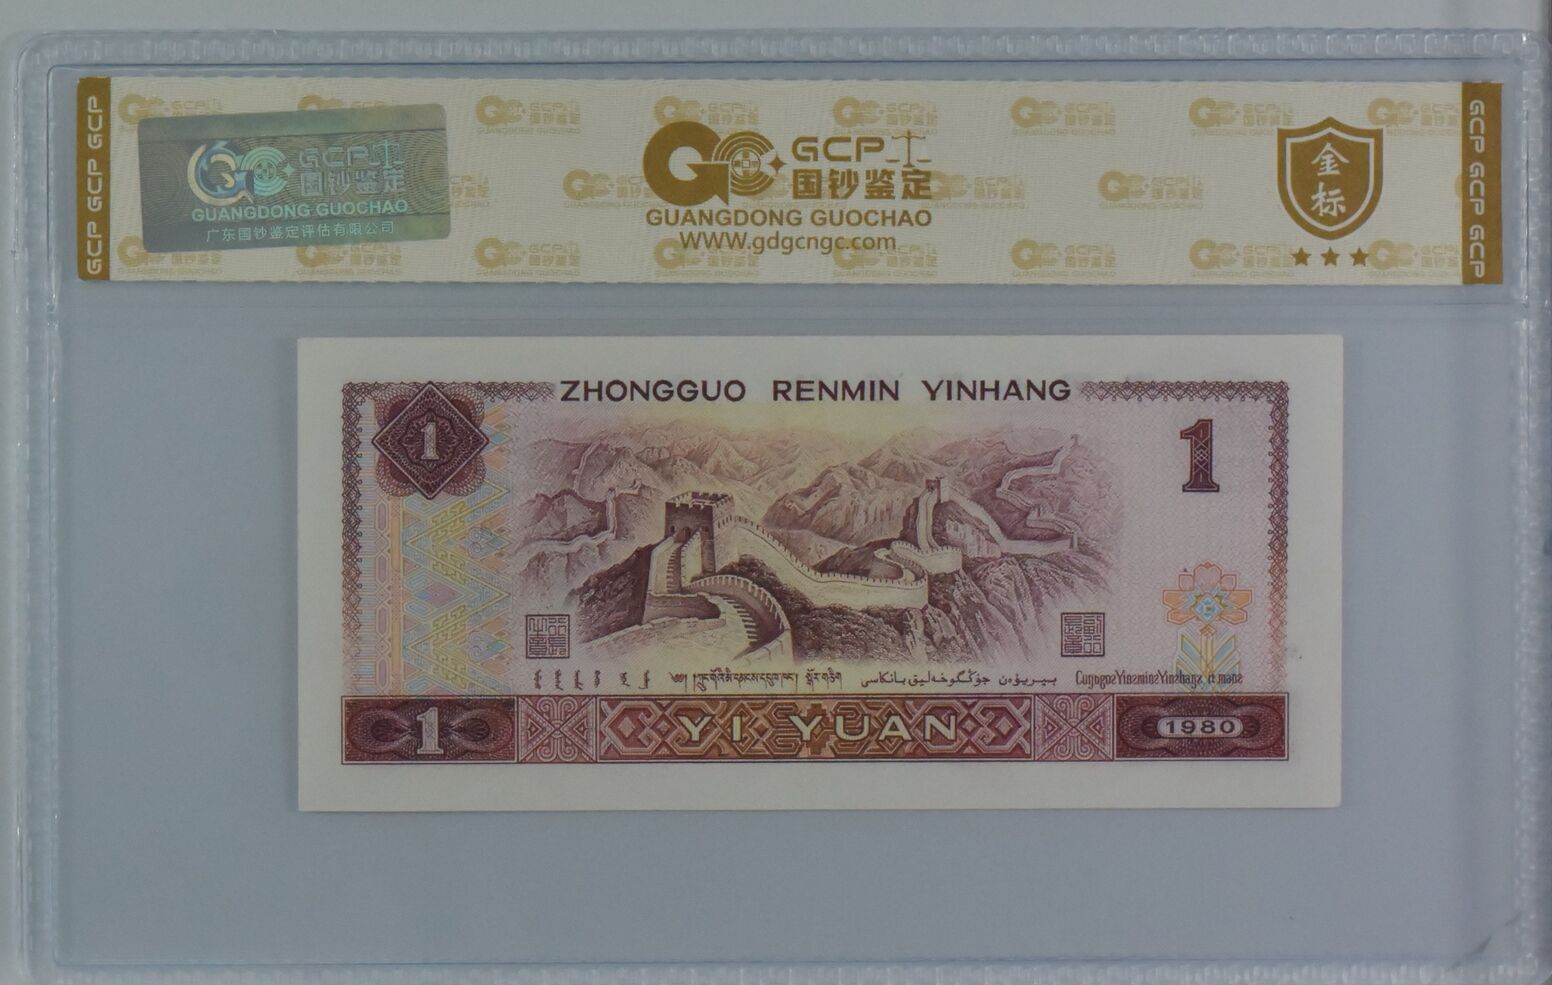 GCP GCP GCP
GCP
国钞鉴定
GUANGDONG GUOCHAO
广东国钞鉴定评估有限公司
GCP
国钞鉴定
GUANGDONG GUOCHAO
WWW.gdgcngc.com
金标
GCP GCP GCP
ZHONGGUO RENMIN YINHANG
1
1
1
YI YUAN
1980